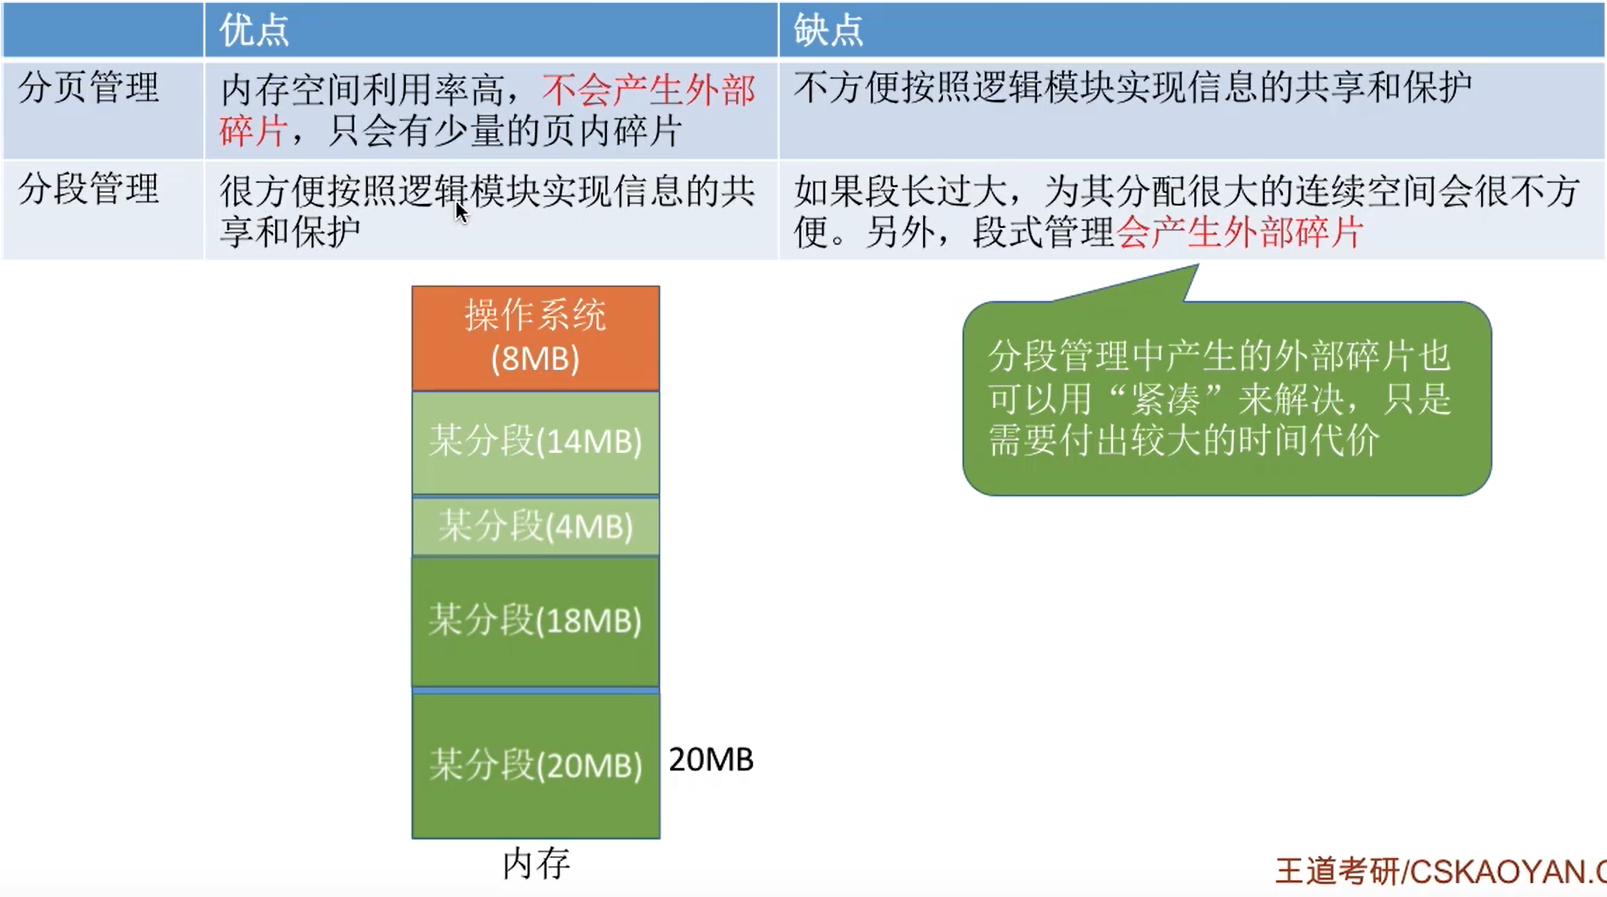 优点
缺点
分页管理
内存空间利用率高，不会产生外部
碎片，只会有少量的页内碎片
不方便按照逻辑模块实现信息的共享和保护
分段管理
很方便按照逻辑模块实现信息的共
享和保护
如果段长过大，为其分配很大的连续空间会很不方
便。另外，段式管理会产生外部碎片
操作系统
(8MB)
某分段(14MB)
某分段(4MB)
某分段(18MB)
某分段(20MB)
20MB
内存
分段管理中产生的外部碎片也
可以用“紧凑”来解决，只是
需要付出较大的时间代价
王道考研/CSKAOYAN.C